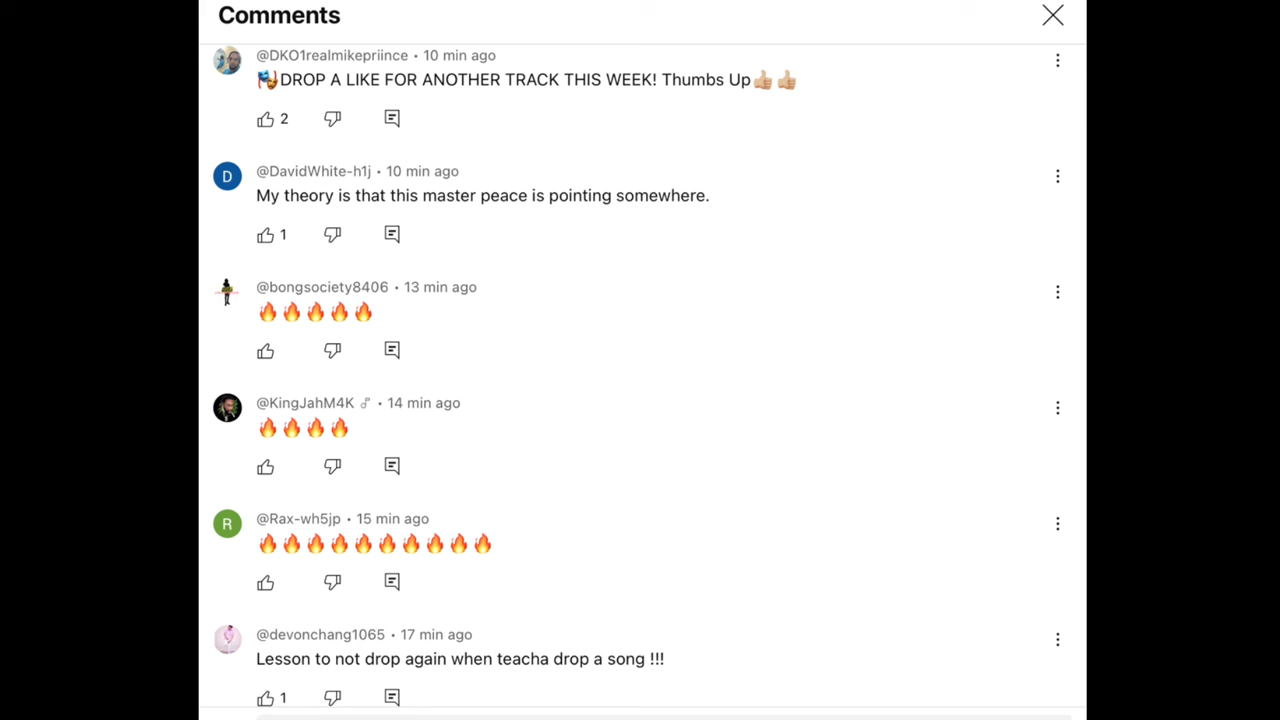 Comments
@DKO1realmikepriince • 10 min ago
🎭DROP A LIKE FOR ANOTHER TRACK THIS WEEK! Thumbs Up👍🏼👍🏼
2
@DavidWhite-h1j • 10 min ago
My theory is that this master peace is pointing somewhere.
1
@bongsociety8406 • 13 min ago
🔥🔥🔥🔥🔥
@KingJahM4K • 14 min ago
🔥🔥🔥🔥
@Rax-wh5jp • 15 min ago
🔥🔥🔥🔥🔥🔥🔥🔥🔥🔥
@devonchang1065 • 17 min ago
Lesson to not drop again when teacha drop a song !!!
1